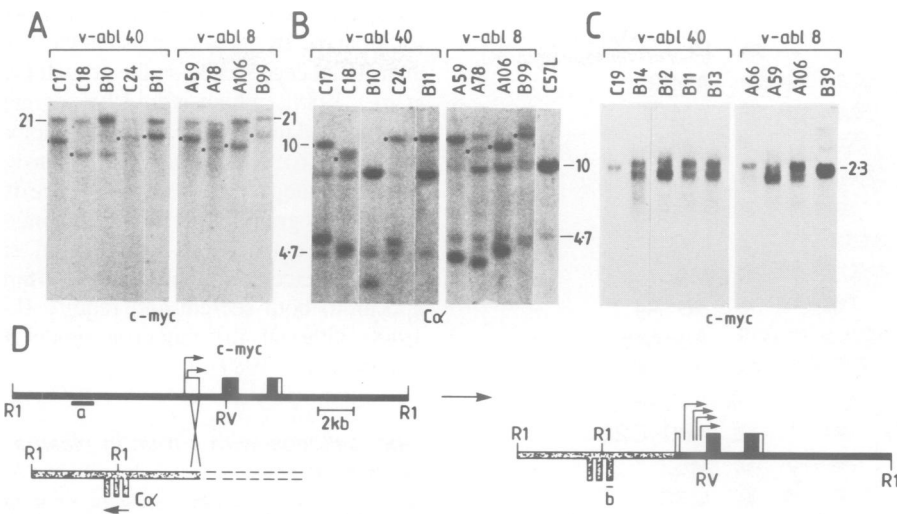 A
v-abl 40
v-abl 8
C17 C18 B10 C24 B11
A59 A78 A106 B99
21
21
c-myc
B
v-abl 40
v-abl 8
C17 C18 B10 C24 B11
A59 A78 A106 B99 C57L
10
10
4·7
4·7
Cα
C
v-abl 40
v-abl 8
C19 B14 B12 B11 B13
A66 A59 A106 B39
2·3
c-myc
D
c-myc
R1
a
RV
2kb
R1
R1
R1
Cα
R1
R1
b
RV
R1